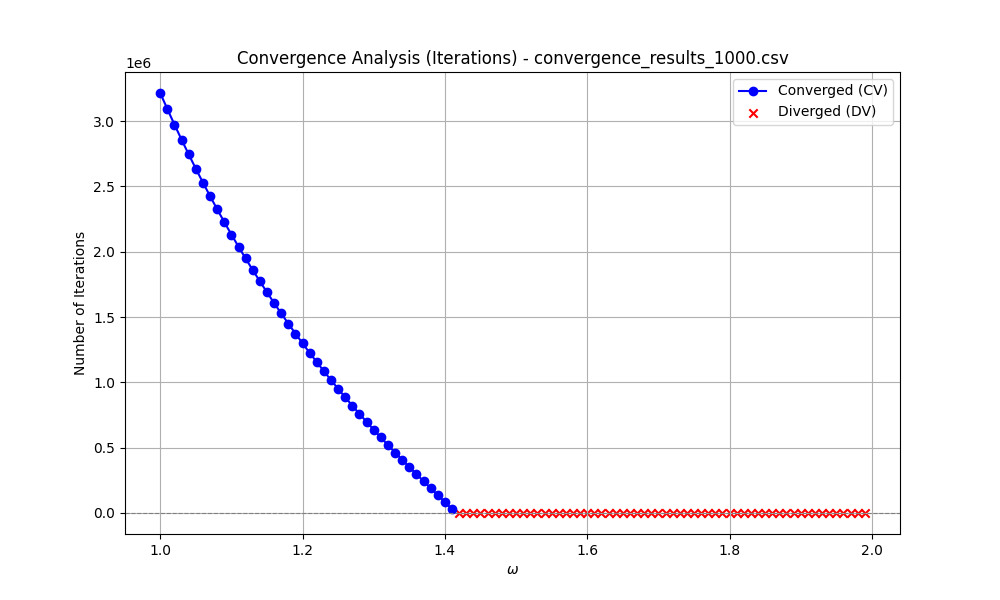 Convergence Analysis (Iterations) - convergence_results_1000.csv
1e6
Converged (CV)
Diverged (DV)
3.0
2.5
2.0
1.5
1.0
0.5
0.0
Number of Iterations
1.0 1.2 1.4 1.6 1.8 2.0
ω